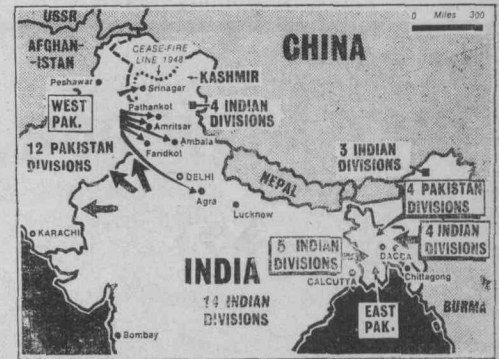 USSR
0 Miles 300
AFGHAN-
ISTAN
CEASE-FIRE
LINE 1948
CHINA
KASHMIR
Peshawar
Srinagar
WEST
PAK.
Pathankot
4 INDIAN
DIVISIONS
Amritsar
12 PAKISTAN
DIVISIONS
Ambala
Faridkot
3 INDIAN
DIVISIONS
DELHI
NEPAL
Agra
4 PAKISTAN
DIVISIONS
Lucknow
KARACHI
5 INDIAN
DIVISIONS
4 INDIAN
DIVISIONS
DACCA
INDIA
Chittagong
CALCUTTA
14 INDIAN
DIVISIONS
BURMA
EAST
PAK.
Bombay